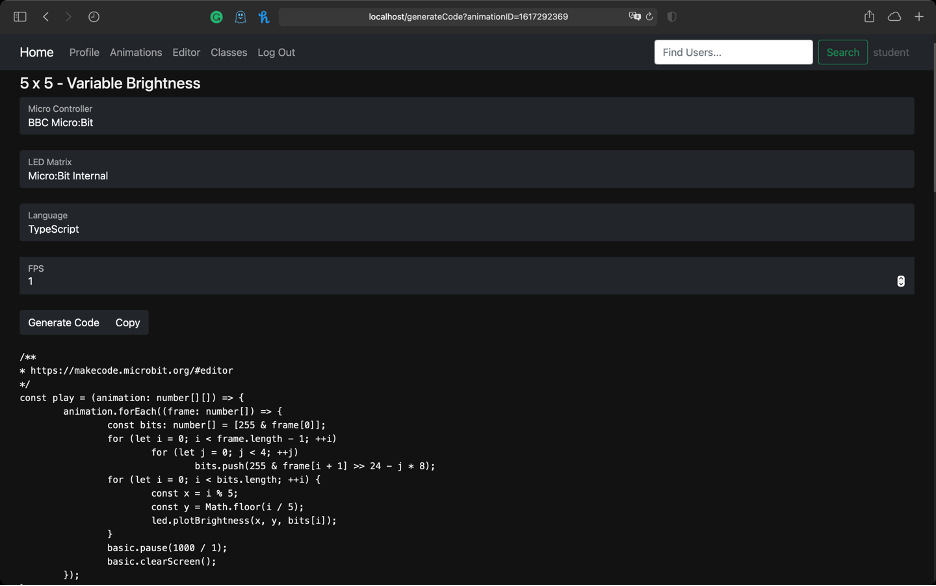 localhost/generateCode?animationID=1617292369
Home Profile Animations Editor Classes Log Out Find Users... Search student
5 x 5 - Variable Brightness
Micro Controller
BBC Micro:Bit
LED Matrix
Micro:Bit Internal
Language
TypeScript
FPS
1
Generate Code Copy
/**
* https://makecode.microbit.org/#editor
*/
const play = (animation: number[][]) => {
animation.forEach((frame: number[]) => {
const bits: number[] = [255 & frame[0]];
for (let i = 0; i < frame.length - 1; ++i)
for (let j = 0; j < 4; ++j)
bits.push(255 & frame[i + 1] >> 24 - j * 8);
for (let i = 0; i < bits.length; ++i) {
const x = i % 5;
const y = Math.floor(i / 5);
led.plotBrightness(x, y, bits[i]);
}
basic.pause(1000 / 1);
basic.clearScreen();
});